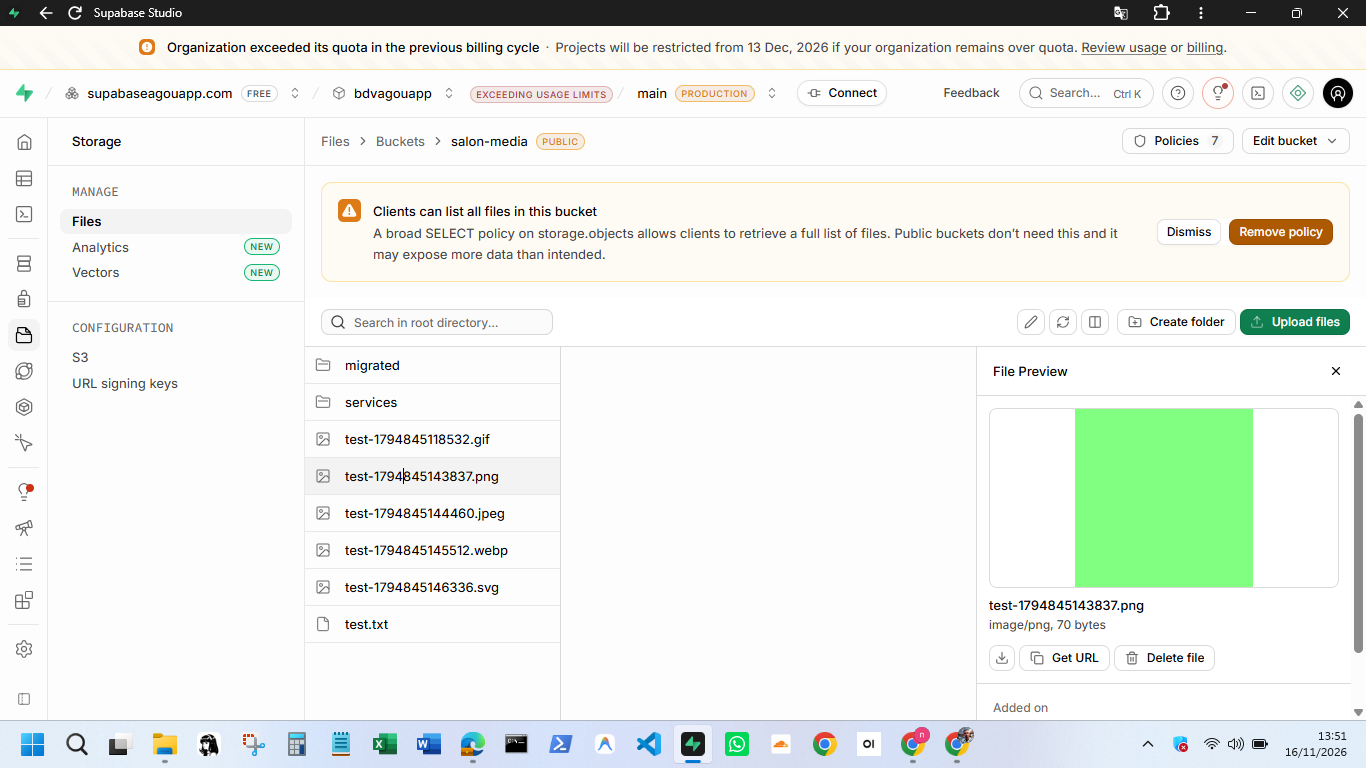 Supabase Studio
Organization exceeded its quota in the previous billing cycle · Projects will be restricted from 13 Dec, 2026 if your organization remains over quota. Review usage or billing.
supabaseagouapp.com FREE / bdvagouapp EXCEEDING USAGE LIMITS / main PRODUCTION Connect Feedback Search... Ctrl K
Storage
Files > Buckets > salon-media PUBLIC Policies 7 Edit bucket
MANAGE
Files
Analytics NEW
Vectors NEW
CONFIGURATION
S3
URL signing keys
Clients can list all files in this bucket
A broad SELECT policy on storage.objects allows clients to retrieve a full list of files. Public buckets don’t need this and it
may expose more data than intended.
Dismiss Remove policy
Search in root directory... Create folder Upload files
migrated
services
test-1794845118532.gif
test-1794845143837.png
test-1794845144460.jpeg
test-1794845145512.webp
test-1794845146336.svg
test.txt
File Preview
test-1794845143837.png
image/png, 70 bytes
Get URL Delete file
Added on
OI
n
13:51
16/11/2026